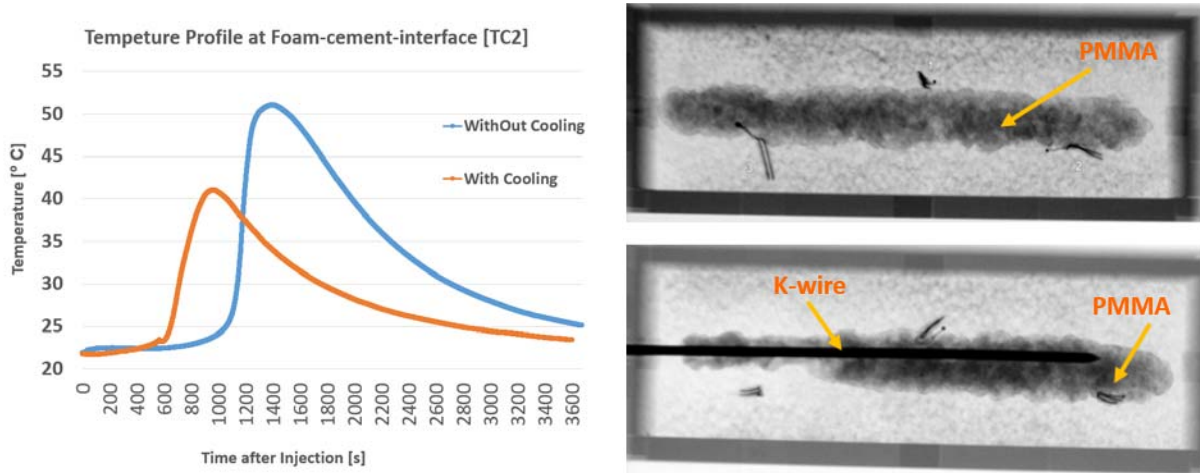 Tempeture Profile at Foam-cement-interface [TC2]
Temperature [° C]
55
50
45
40
35
30
25
20
WithOut Cooling
With Cooling
0 200 400 600 800 1000 1200 1400 1600 1800 2000 2200 2400 2600 2800 3000 3200 3400 3600
Time after Injection [s]
PMMA
K-wire
PMMA